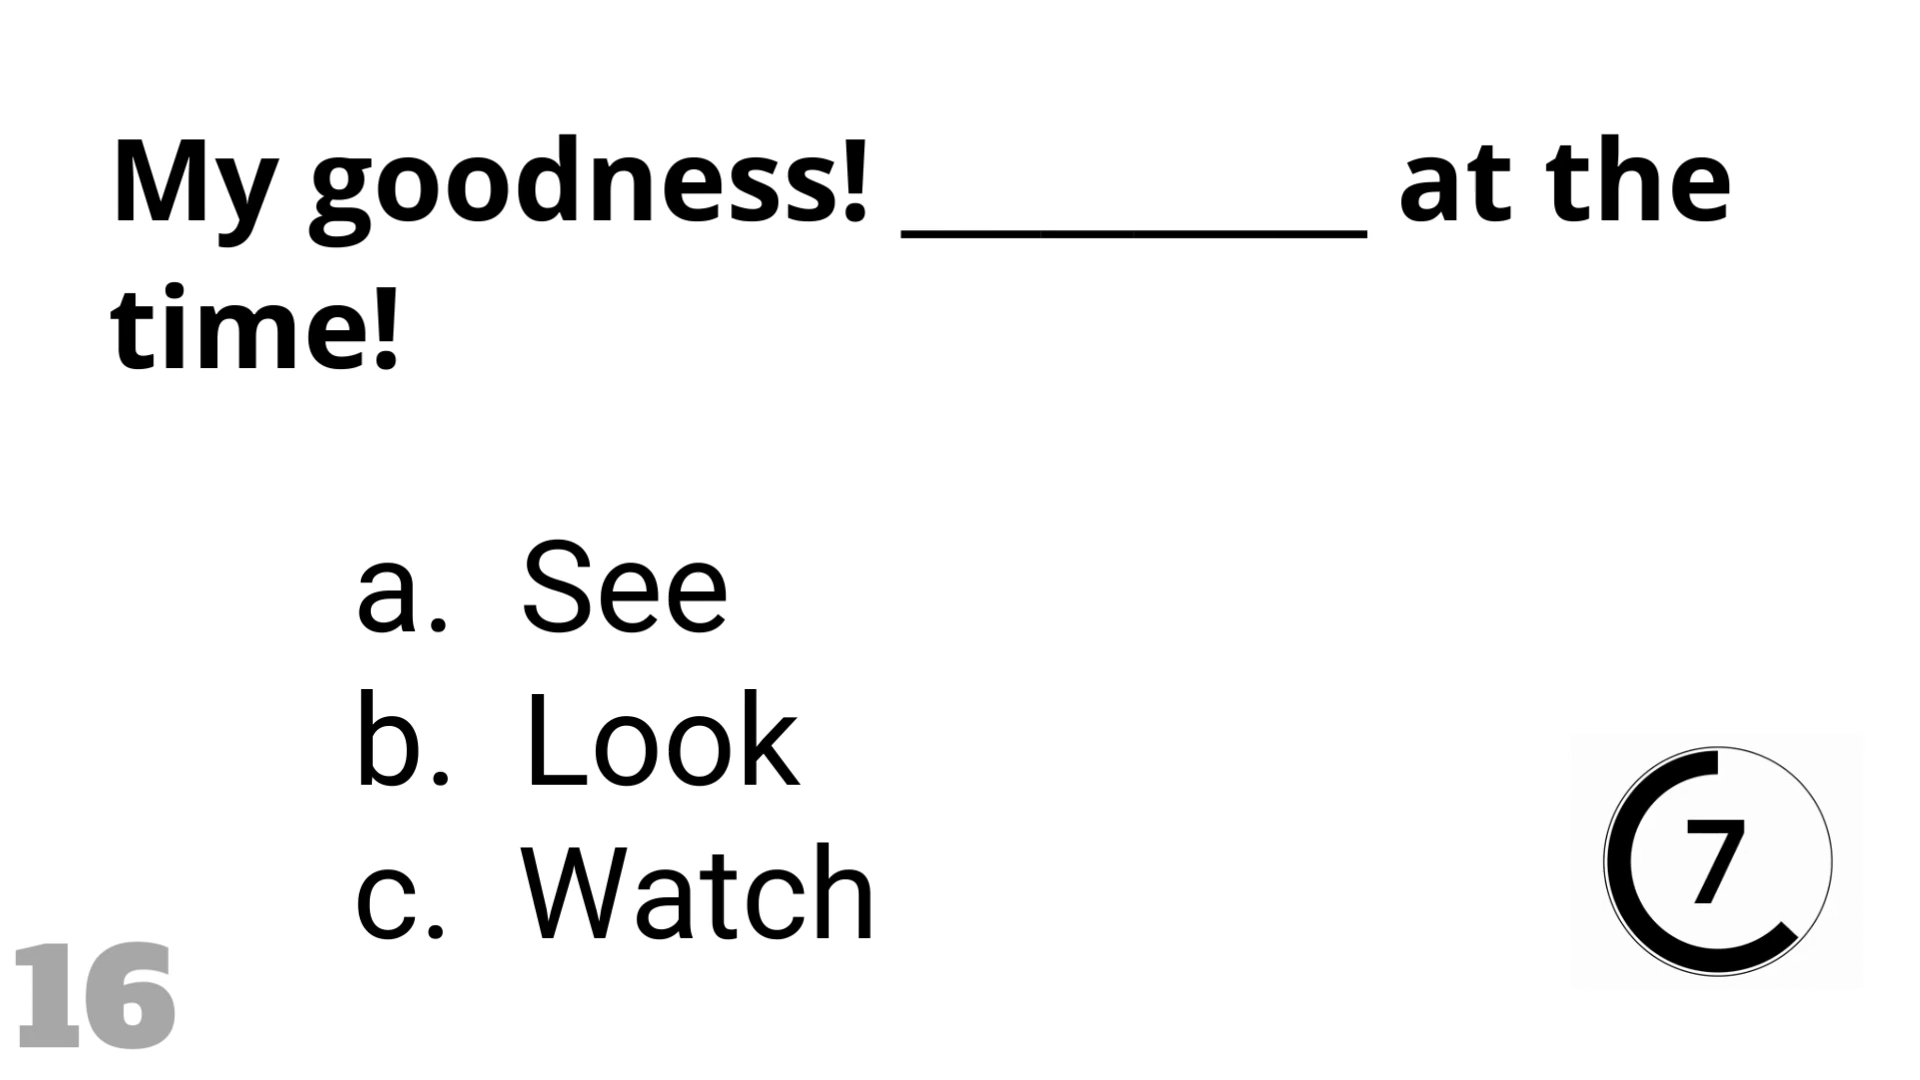 My goodness! __________ at the
time!
a. See
b. Look
c. Watch
7
16